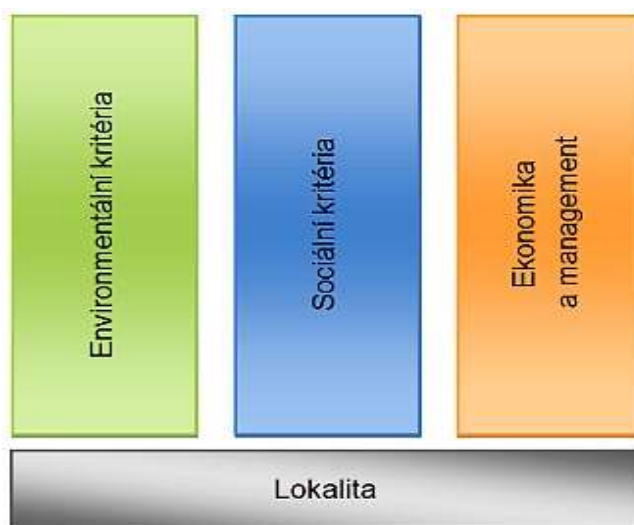 Environmentální kritéria
Sociální kritéria
Ekonomika
a management
Lokalita